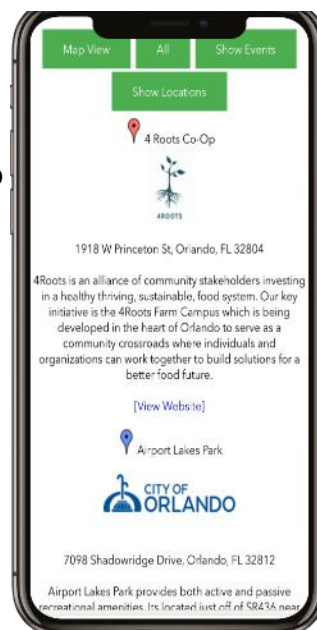 Map View
All
Show Events
Show Locations
4 Roots Co-Op
4ROOTS
1918 W Princeton St, Orlando, FL 32804
4Roots is an alliance of community stakeholders investing
in a healthy thriving, sustainable, food system. Our key
initiative is the 4Roots Farm Campus which is being
developed in the heart of Orlando to serve as a
community crossroads where individuals and
organizations can work together to build solutions for a
better food future.
[View Website]
Airport Lakes Park
CITY OF
ORLANDO
7098 Shadowridge Drive, Orlando, FL 32812
Airport Lakes Park provides both active and passive
recreational amenities. Its located just off of SR436 near